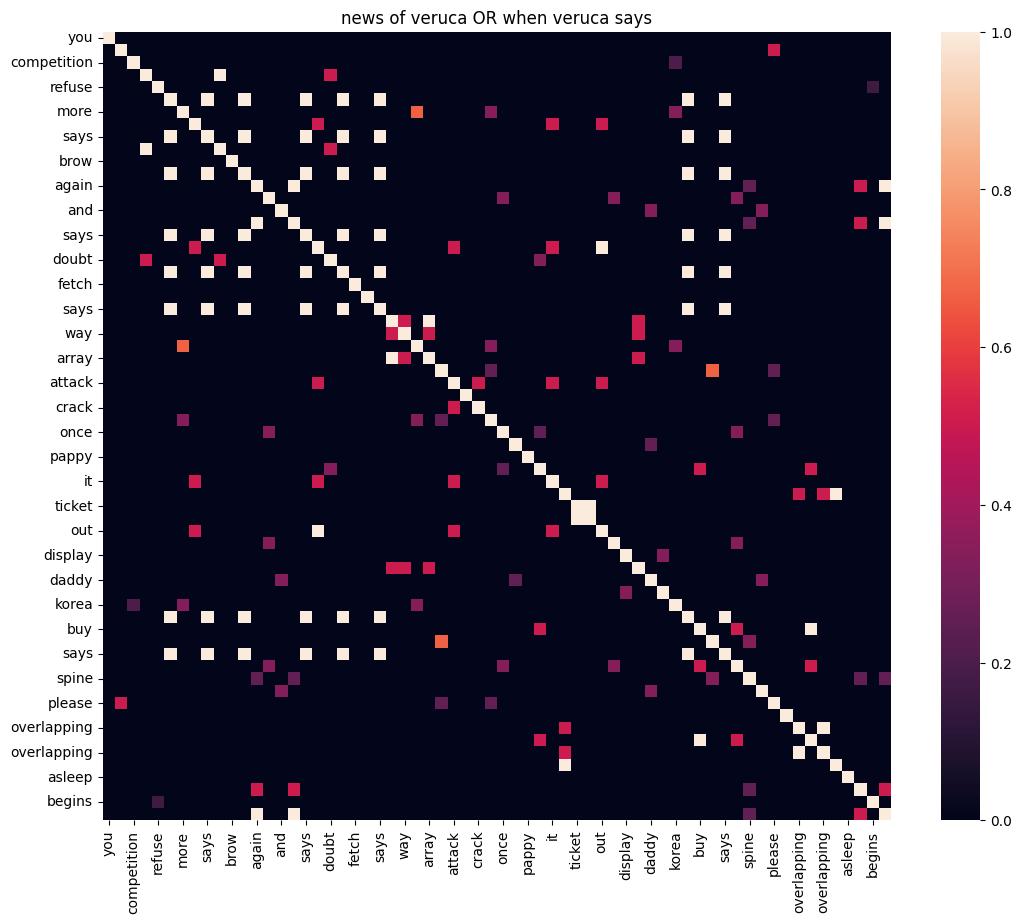 news of veruca OR when veruca says
you
competition
refuse
more
says
brow
again
and
says
doubt
fetch
says
way
array
attack
crack
once
pappy
it
ticket
out
display
daddy
korea
buy
says
spine
please
overlapping
overlapping
asleep
begins
1.0
0.8
0.6
0.4
0.2
0.0
you
competition
refuse
more
says
brow
again
and
says
doubt
fetch
says
way
array
attack
crack
once
pappy
it
ticket
out
display
daddy
korea
buy
says
spine
please
overlapping
overlapping
asleep
begins